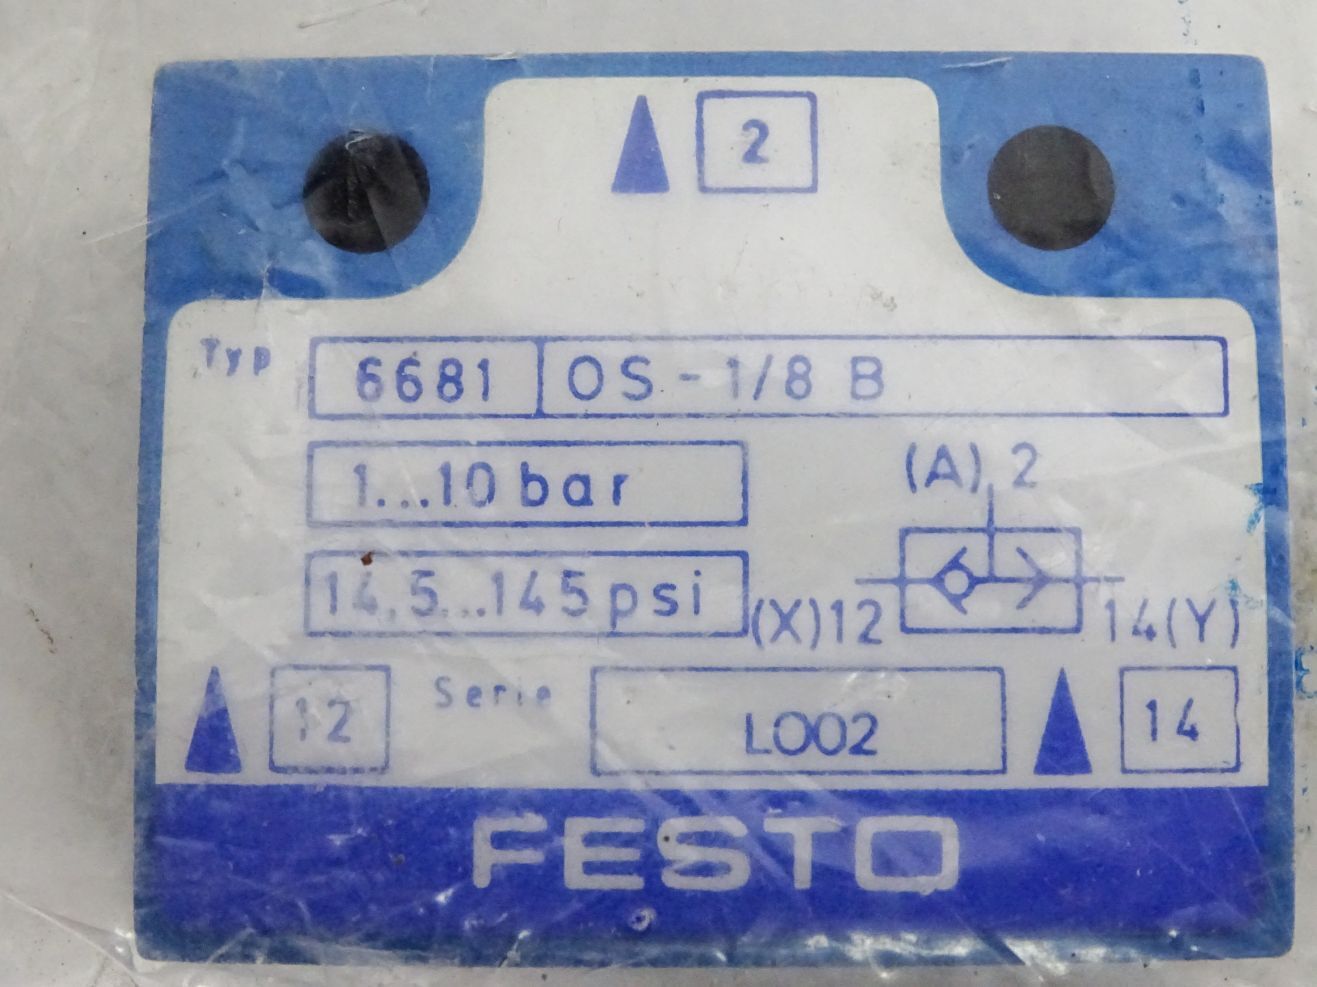 2
Typ 6681 OS - 1/8 B
1...10 bar
(A) 2
14,5...145 psi
(X)12
14(Y)
12
Serie
L002
14
FESTO